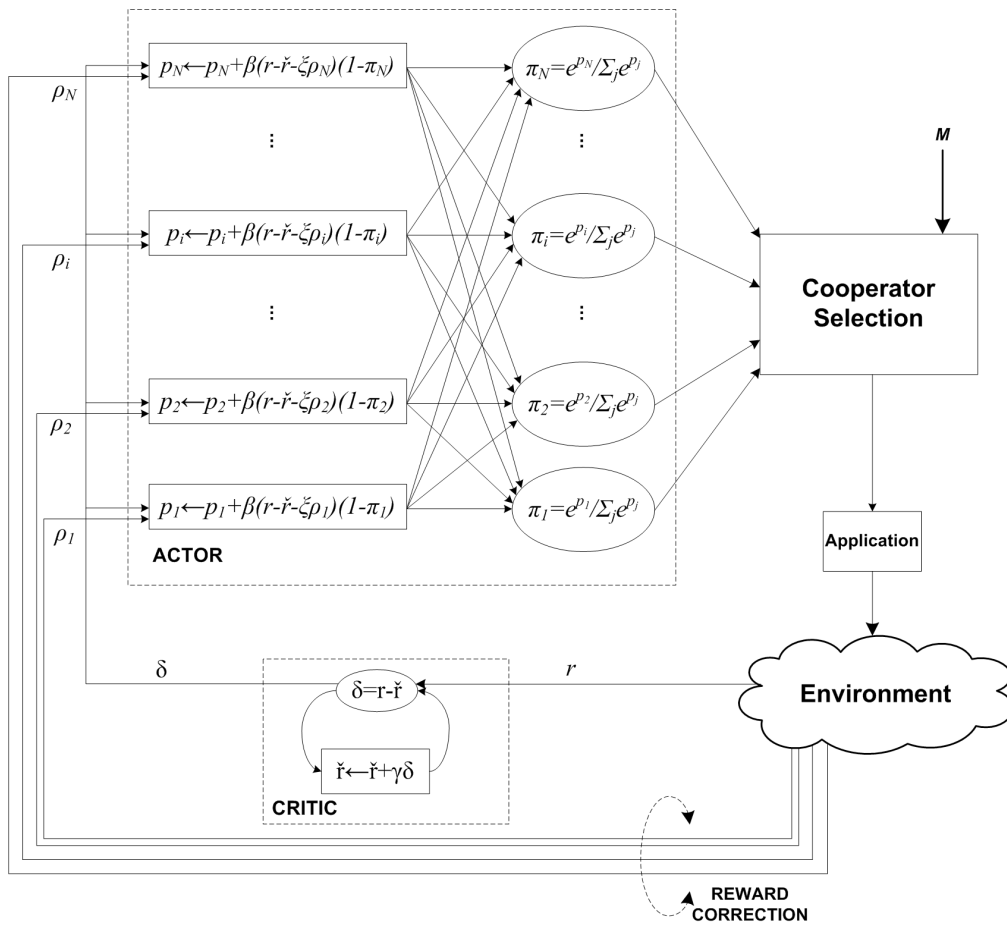 p_N←p_N+β(r-ř-ξρ_N)(1-π_N)
π_N=e^{p_N}/Σ_j e^{p_j}
ρ_N
⋮
⋮
M
p_i←p_i+β(r-ř-ξρ_i)(1-π_i)
π_i=e^{p_i}/Σ_j e^{p_j}
ρ_i
Cooperator
Selection
⋮
⋮
p_2←p_2+β(r-ř-ξρ_2)(1-π_2)
π_2=e^{p_2}/Σ_j e^{p_j}
ρ_2
p_1←p_1+β(r-ř-ξρ_1)(1-π_1)
π_1=e^{p_1}/Σ_j e^{p_j}
ρ_1
Application
ACTOR
δ
r
δ=r-ř
Environment
ř←ř+γδ
CRITIC
REWARD
CORRECTION